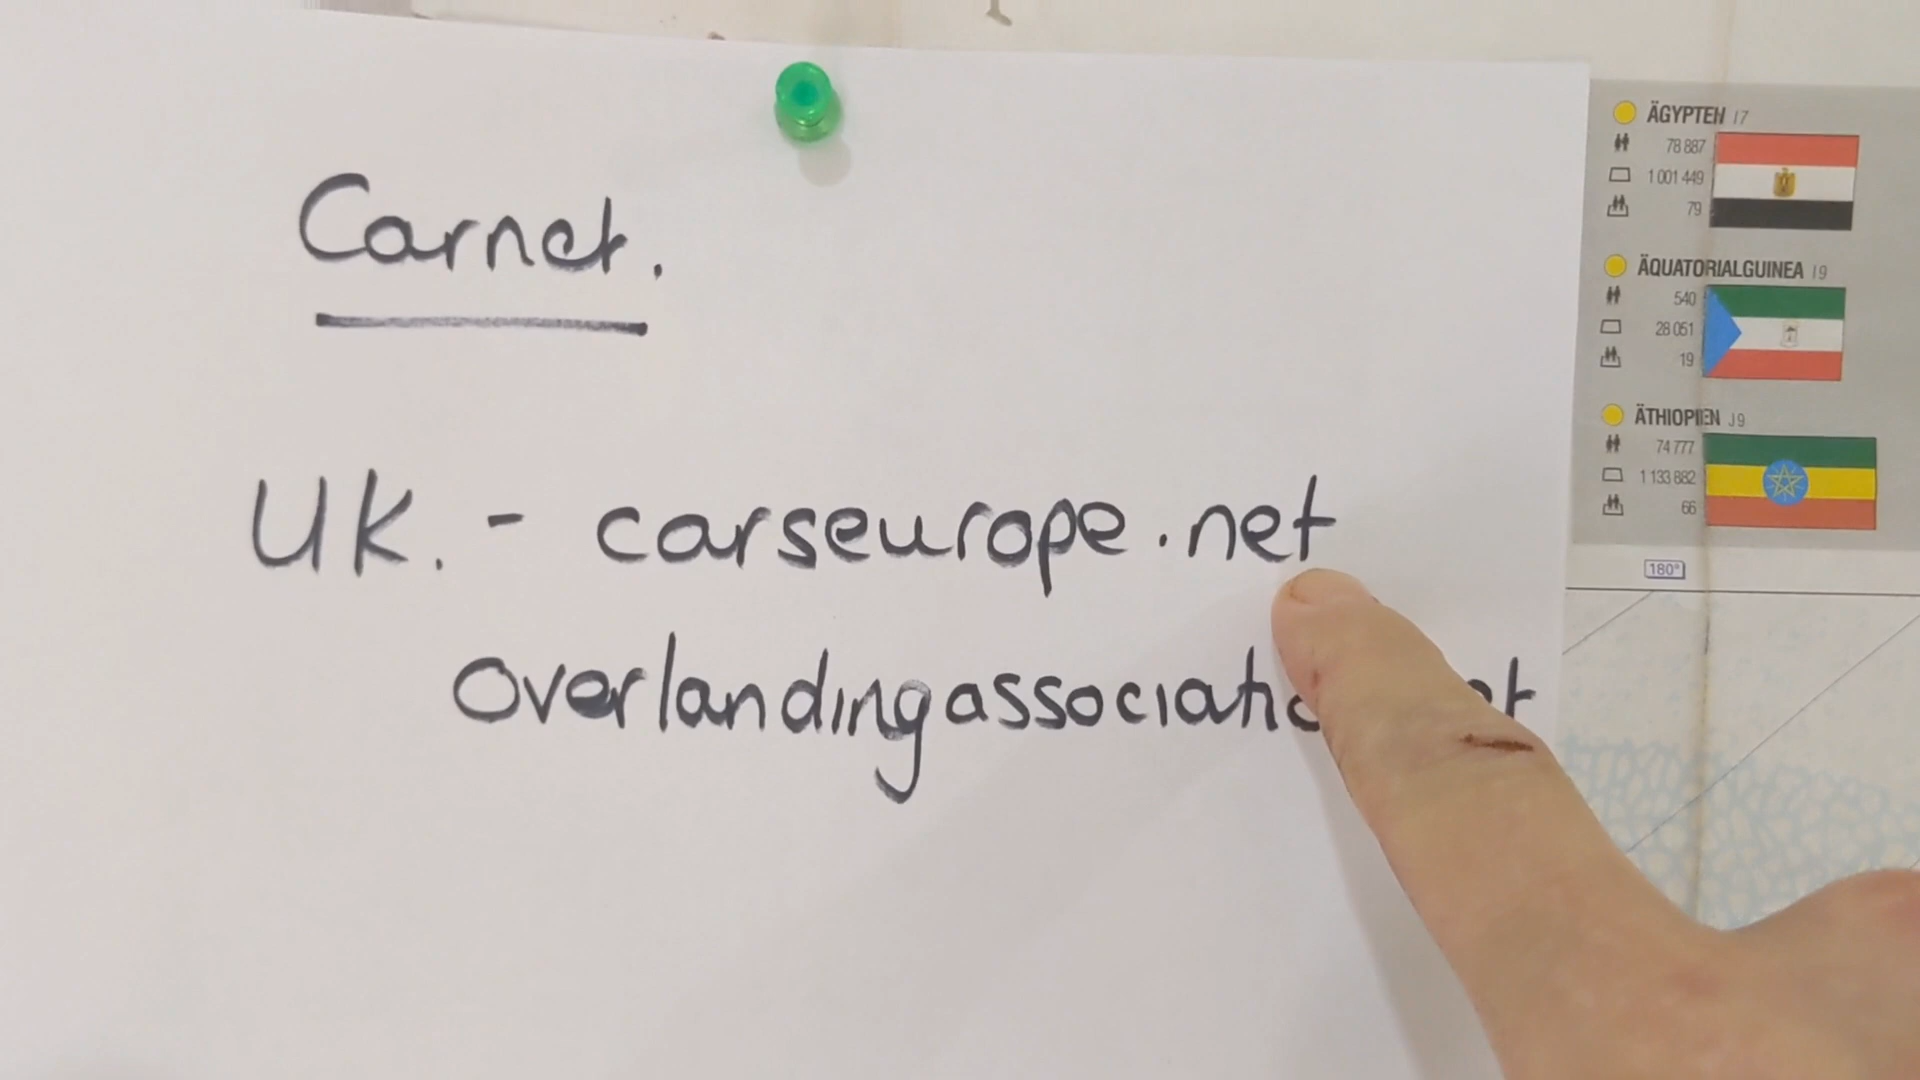 Carnet.
UK. - carseurope.net
overlandingassociatio
ÄGYPTEN I7
78 887
1 001 449
79
ÄQUATORIALGUINEA I9
540
28 051
19
ÄTHIOPIEN J9
74 777
1 133 882
66
180°